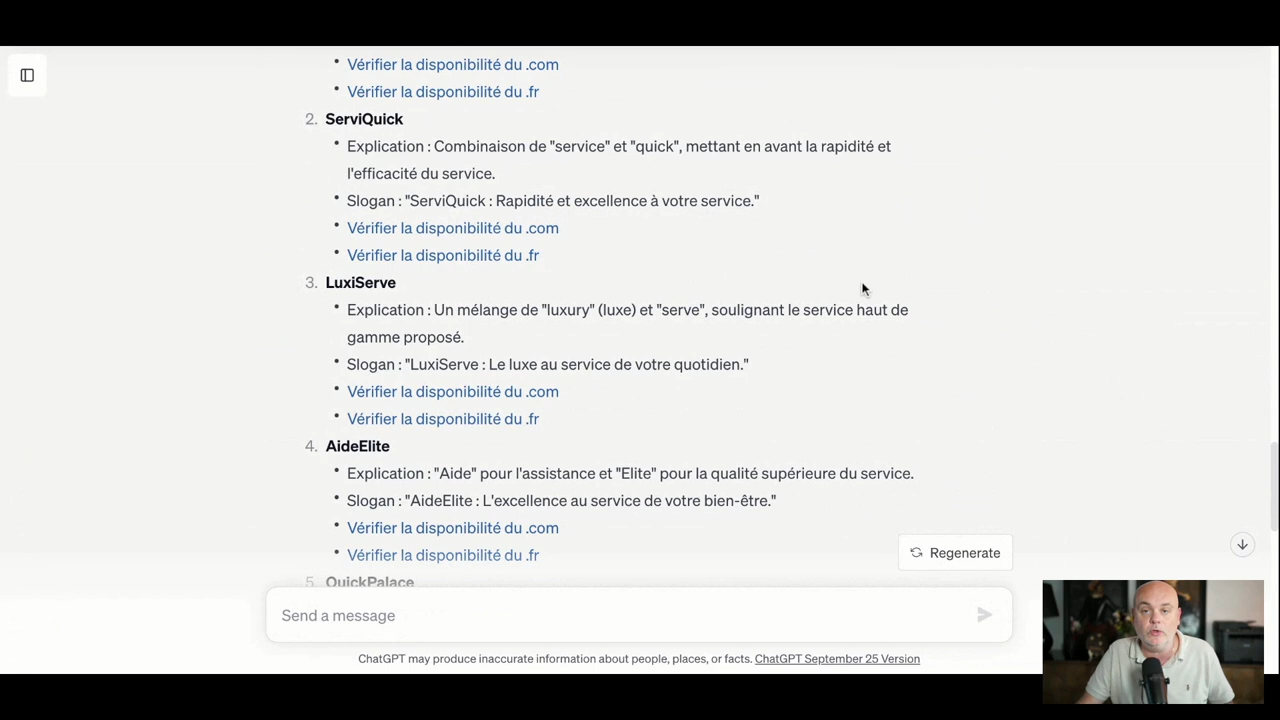 • Vérifier la disponibilité du .com
• Vérifier la disponibilité du .fr
2. ServiQuick
• Explication : Combinaison de "service" et "quick", mettant en avant la rapidité et
l'efficacité du service.
• Slogan : "ServiQuick : Rapidité et excellence à votre service."
• Vérifier la disponibilité du .com
• Vérifier la disponibilité du .fr
3. LuxiServe
• Explication : Un mélange de "luxury" (luxe) et "serve", soulignant le service haut de
gamme proposé.
• Slogan : "LuxiServe : Le luxe au service de votre quotidien."
• Vérifier la disponibilité du .com
• Vérifier la disponibilité du .fr
4. AideElite
• Explication : "Aide" pour l'assistance et "Elite" pour la qualité supérieure du service.
• Slogan : "AideElite : L'excellence au service de votre bien-être."
• Vérifier la disponibilité du .com
• Vérifier la disponibilité du .fr
5. QuickPalace
Regenerate
Send a message
ChatGPT may produce inaccurate information about people, places, or facts. ChatGPT September 25 Version